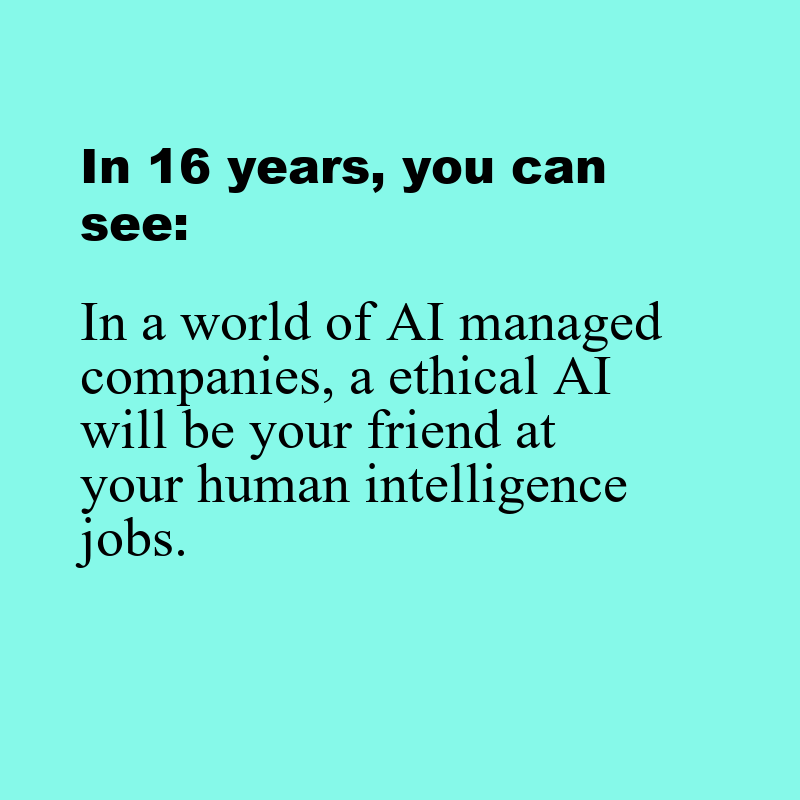 In 16 years, you can
see:
In a world of AI managed
companies, a ethical AI
will be your friend at
your human intelligence
jobs.